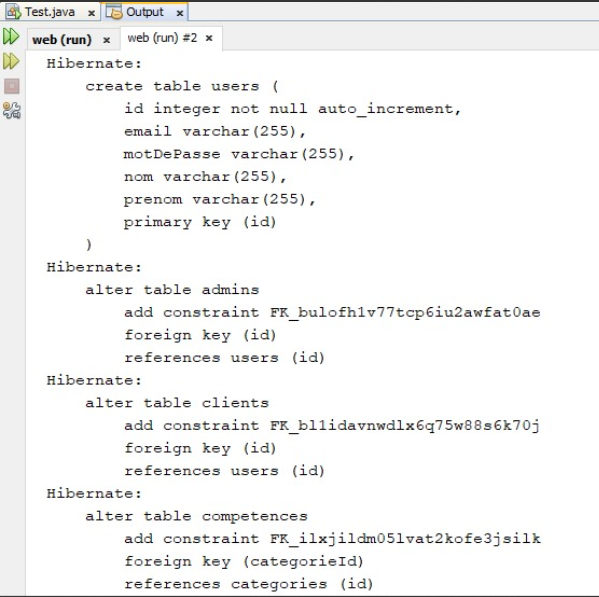 Test.java x Output x
web (run) x web (run) #2 x
Hibernate:
create table users (
id integer not null auto_increment,
email varchar(255),
motDePasse varchar(255),
nom varchar(255),
prenom varchar(255),
primary key (id)
)
Hibernate:
alter table admins
add constraint FK_bulofh1v77tcp6iu2awfat0ae
foreign key (id)
references users (id)
Hibernate:
alter table clients
add constraint FK_bl1idavnwdlx6q75w88s6k70j
foreign key (id)
references users (id)
Hibernate:
alter table competences
add constraint FK_ilxjildm05lvat2kofe3jsilk
foreign key (categorieId)
references categories (id)